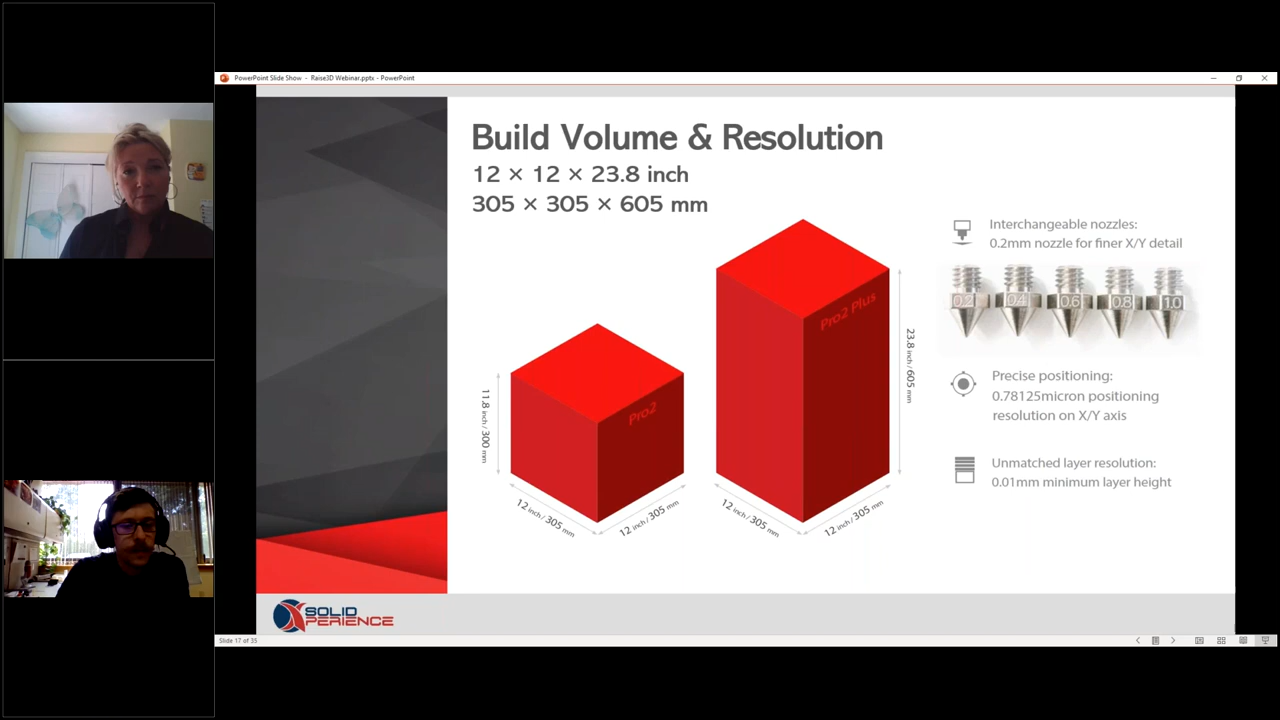 PowerPoint Slide Show - Raise3D Webinar.pptx - PowerPoint
Build Volume & Resolution
12 × 12 × 23.8 inch
305 × 305 × 605 mm
Interchangeable nozzles:
0.2mm nozzle for finer X/Y detail
0.2 0.4 0.6 0.8 1.0
Pro2 Plus
Pro2
11.8 inch / 300 mm
23.8 inch / 605 mm
Precise positioning:
0.78125micron positioning
resolution on X/Y axis
Unmatched layer resolution:
0.01mm minimum layer height
12 inch / 305 mm
12 inch / 305 mm
12 inch / 305 mm
12 inch / 305 mm
SOLID
XPERIENCE
Slide 17 of 35